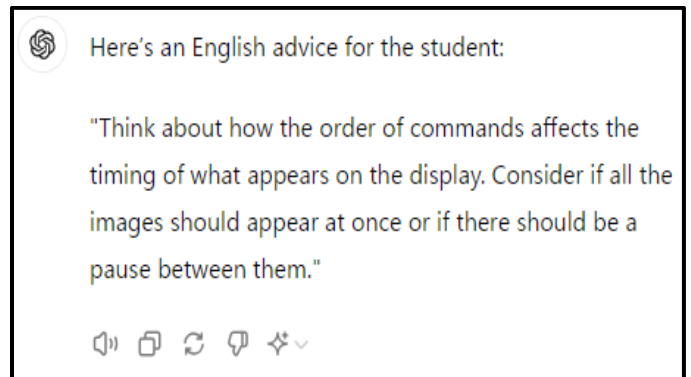 Here's an English advice for the student:
"Think about how the order of commands affects the
timing of what appears on the display. Consider if all the
images should appear at once or if there should be a
pause between them."